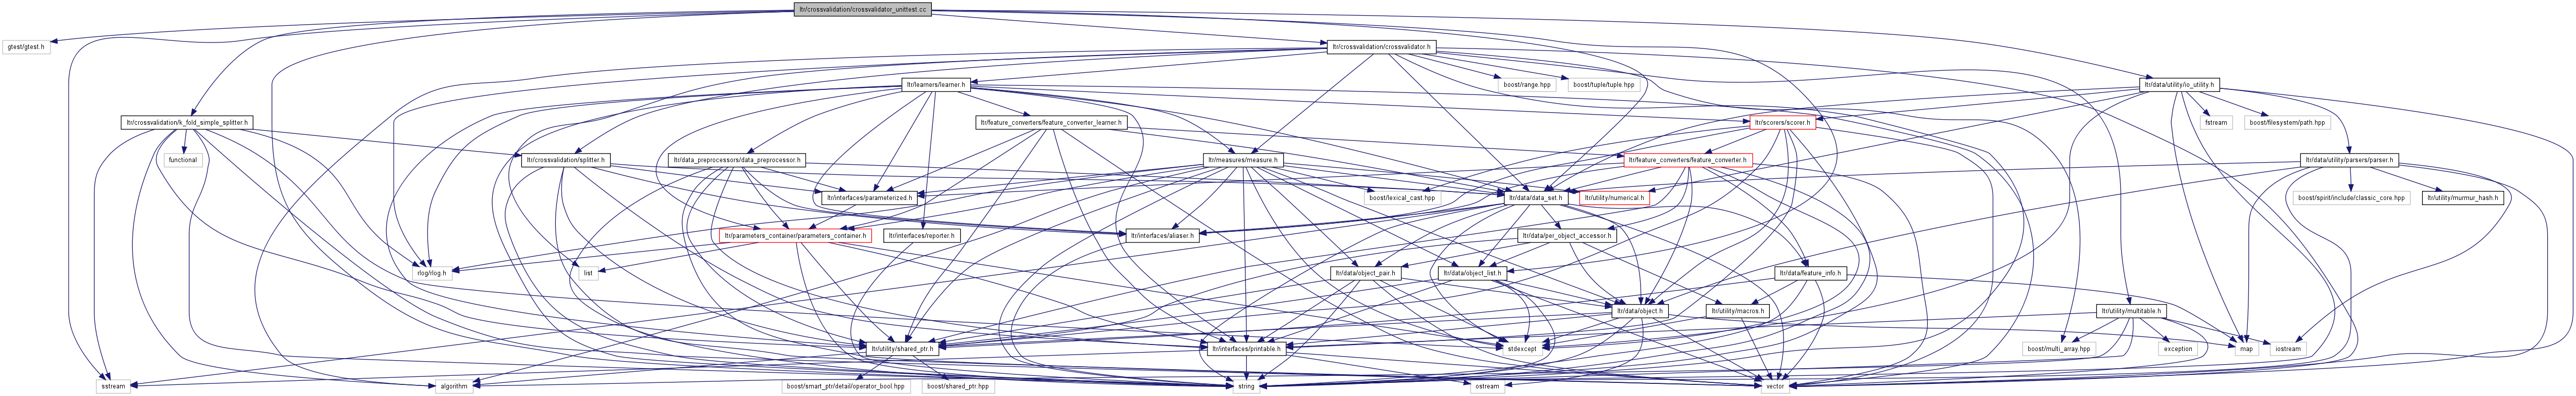 ltr/crossvalidation/crossvalidator_unittest.cc
gtest/gtest.h
ltr/crossvalidation/crossvalidator.h
ltr/learners/learner.h
boost/range.hpp
boost/tuple/tuple.hpp
ltr/data/utility/io_utility.h
ltr/crossvalidation/k_fold_simple_splitter.h
ltr/feature_converters/feature_converter_learner.h
ltr/scorers/scorer.h
fstream
boost/filesystem/path.hpp
functional
ltr/crossvalidation/splitter.h
ltr/data_preprocessors/data_preprocessor.h
ltr/measures/measure.h
ltr/feature_converters/feature_converter.h
ltr/data/utility/parsers/parser.h
ltr/interfaces/parameterized.h
boost/lexical_cast.hpp
ltr/data/data_set.h
ltr/utility/numerical.h
boost/spirit/include/classic_core.hpp
ltr/utility/murmur_hash.h
ltr/parameters_container/parameters_container.h
ltr/interfaces/reporter.h
ltr/interfaces/aliaser.h
ltr/data/per_object_accessor.h
rlog/rlog.h
list
ltr/data/object_pair.h
ltr/data/object_list.h
ltr/data/feature_info.h
ltr/data/object.h
ltr/utility/macros.h
ltr/utility/multitable.h
ltr/utility/shared_ptr.h
ltr/interfaces/printable.h
stdexcept
boost/multi_array.hpp
exception
map
iostream
sstream
algorithm
boost/smart_ptr/detail/operator_bool.hpp
boost/shared_ptr.hpp
string
ostream
vector